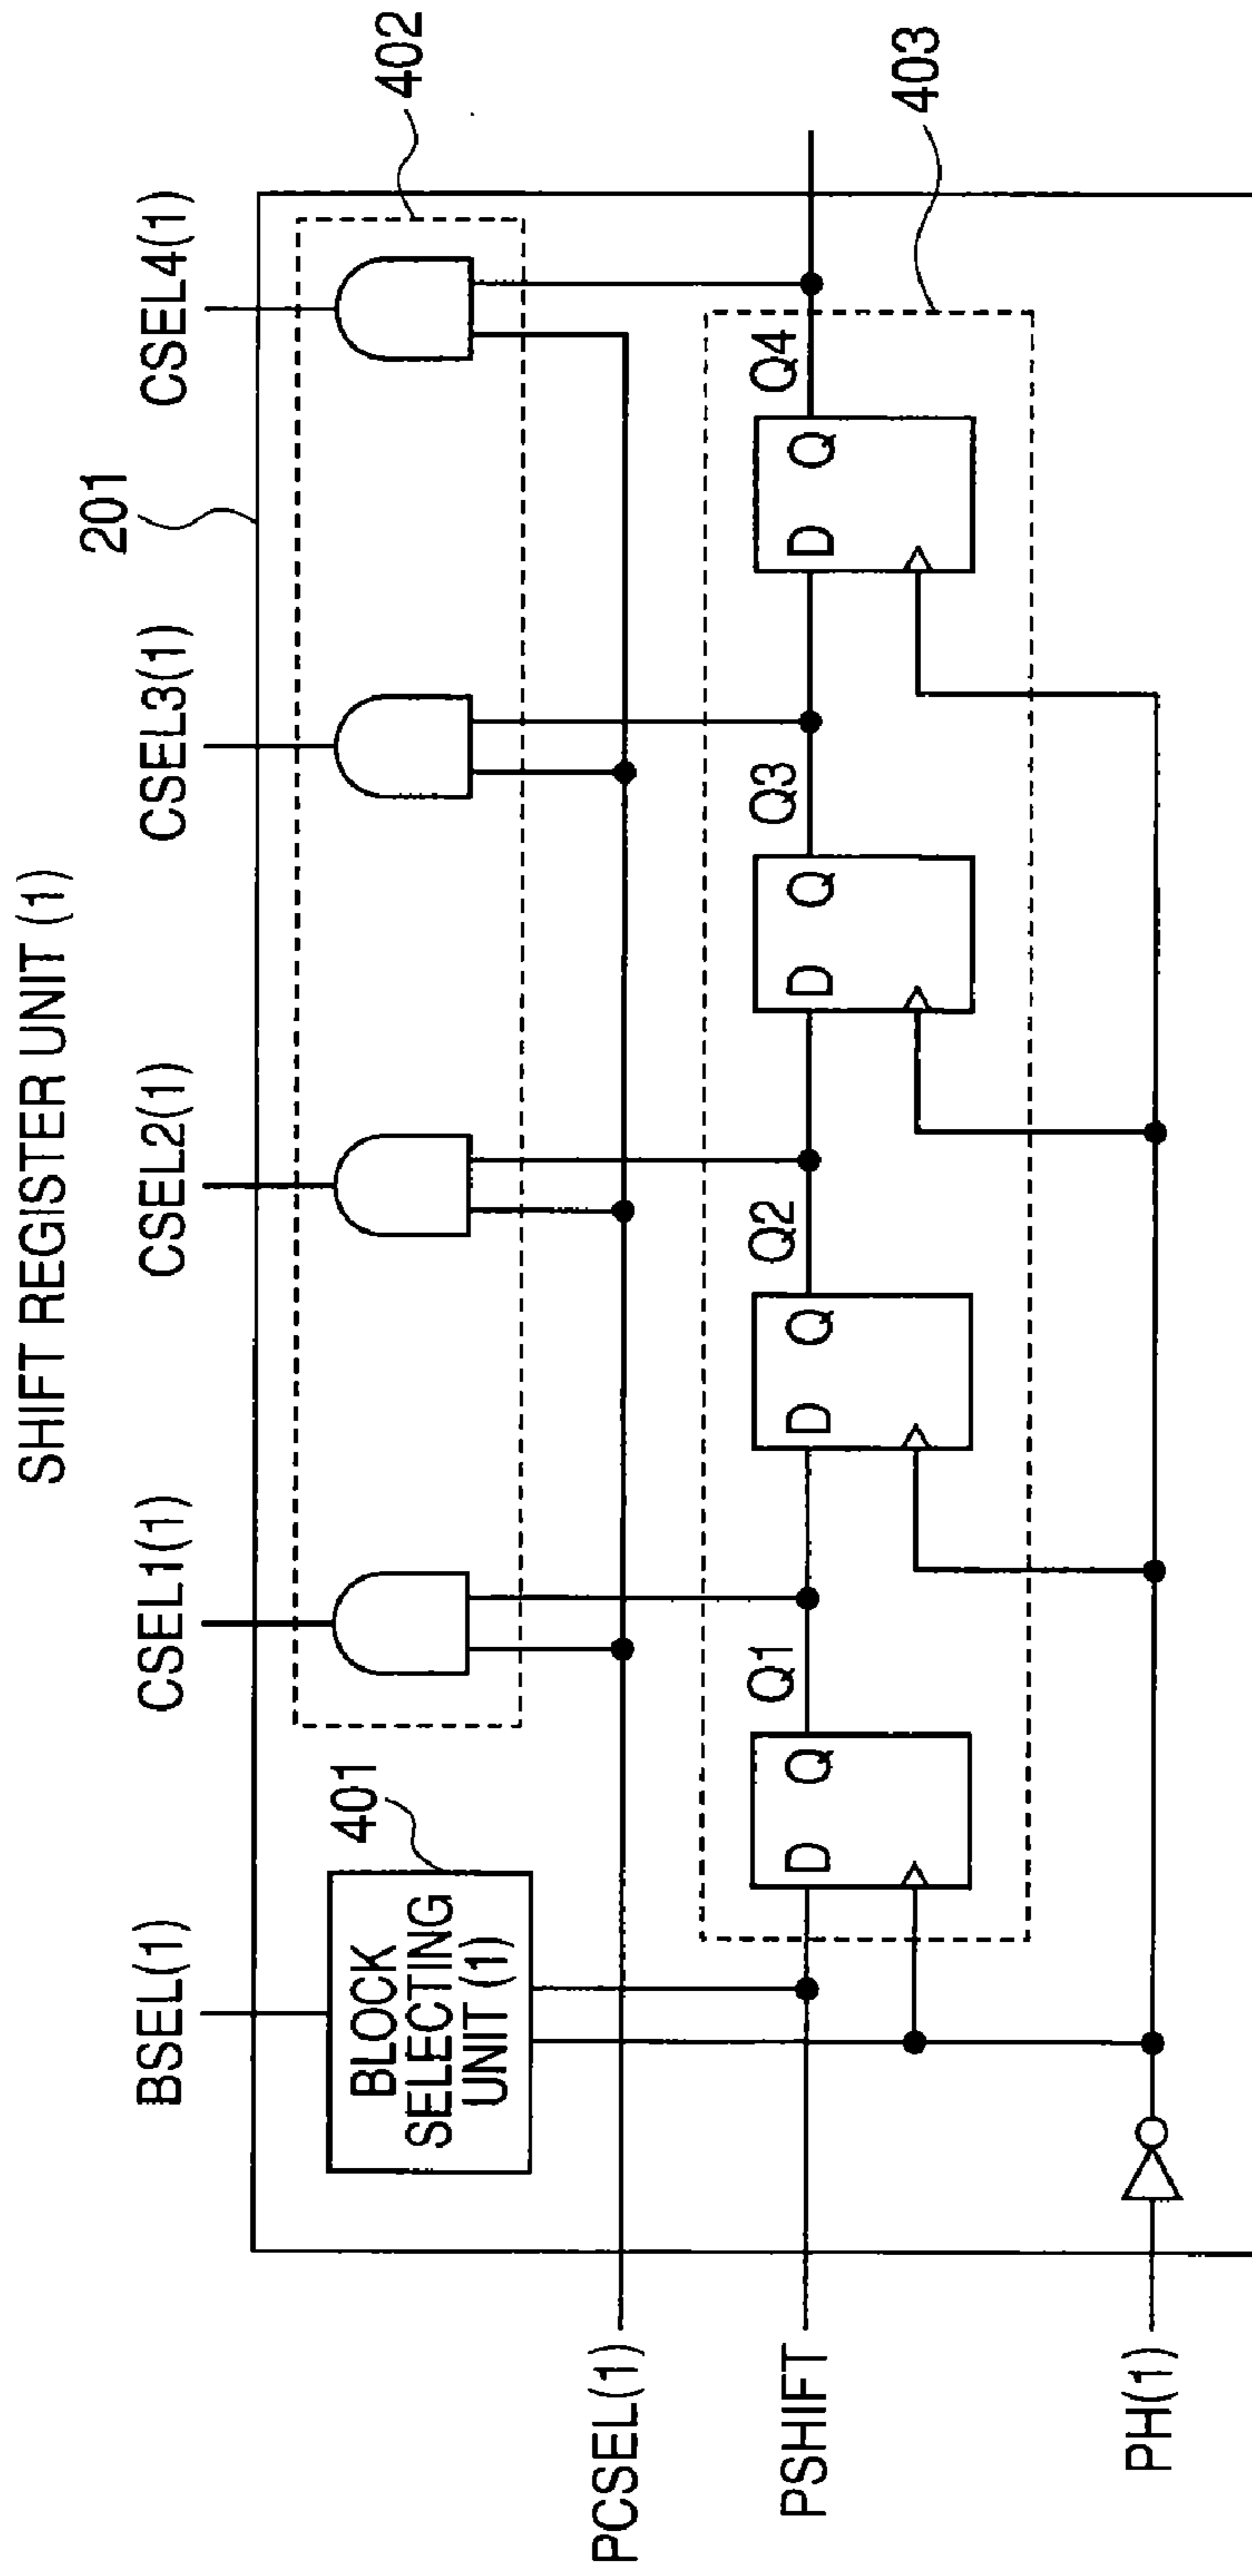 SHIFT REGISTER UNIT (1)
201
BSEL(1)
CSEL1(1)
CSEL2(1)
CSEL3(1)
CSEL4(1)
401
BLOCK
SELECTING
UNIT (1)
402
PCSEL(1)
PSHIFT
D
Q
Q1
D
Q
Q2
D
Q
Q3
D
Q
Q4
403
PH(1)